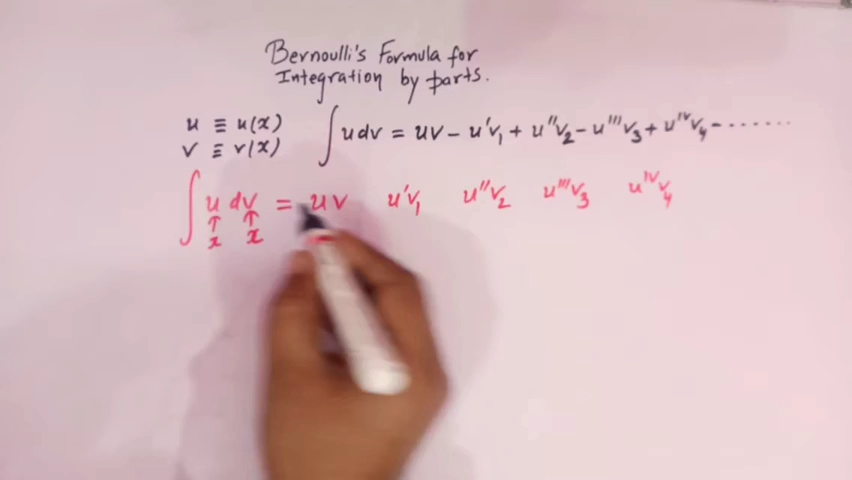 Bernoulli's Formula for
Integration by parts.
u ≡ u(x)
v ≡ v(x)
∫ u dv = uv - u'v₁ + u''v₂ - u'''v₃ + u^IV v₄ - ........
∫ u dv = uv u'v₁ u''v₂ u'''v₃ u^IV v₄
↑ ↑
x x